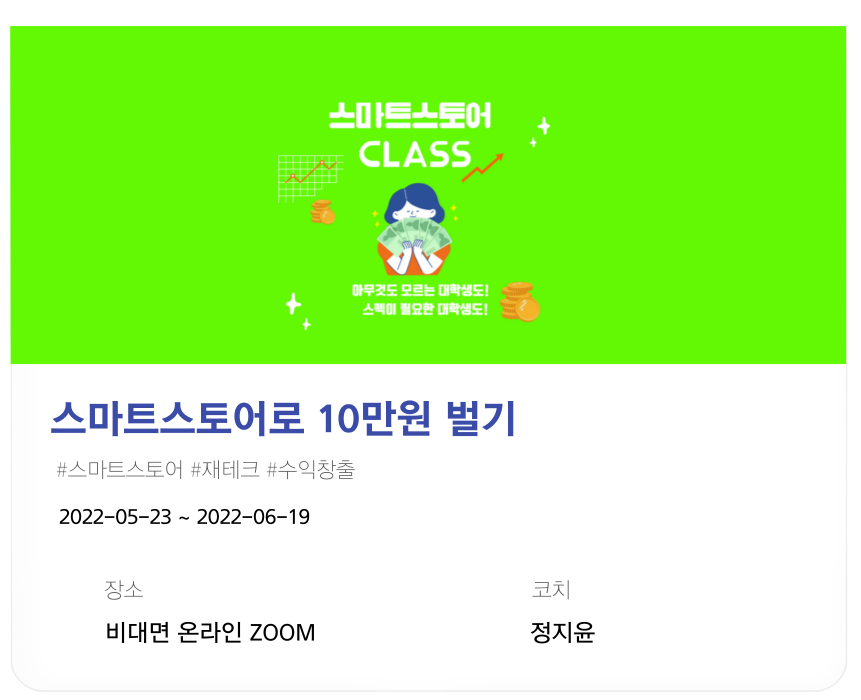 스마트스토어
CLASS
아무것도 모르는 대학생도!
스펙이 필요한 대학생도!
스마트스토어로 10만원 벌기
#스마트스토어 #재테크 #수익창출
2022-05-23 ~ 2022-06-19
장소 코치
비대면 온라인 ZOOM 정지윤